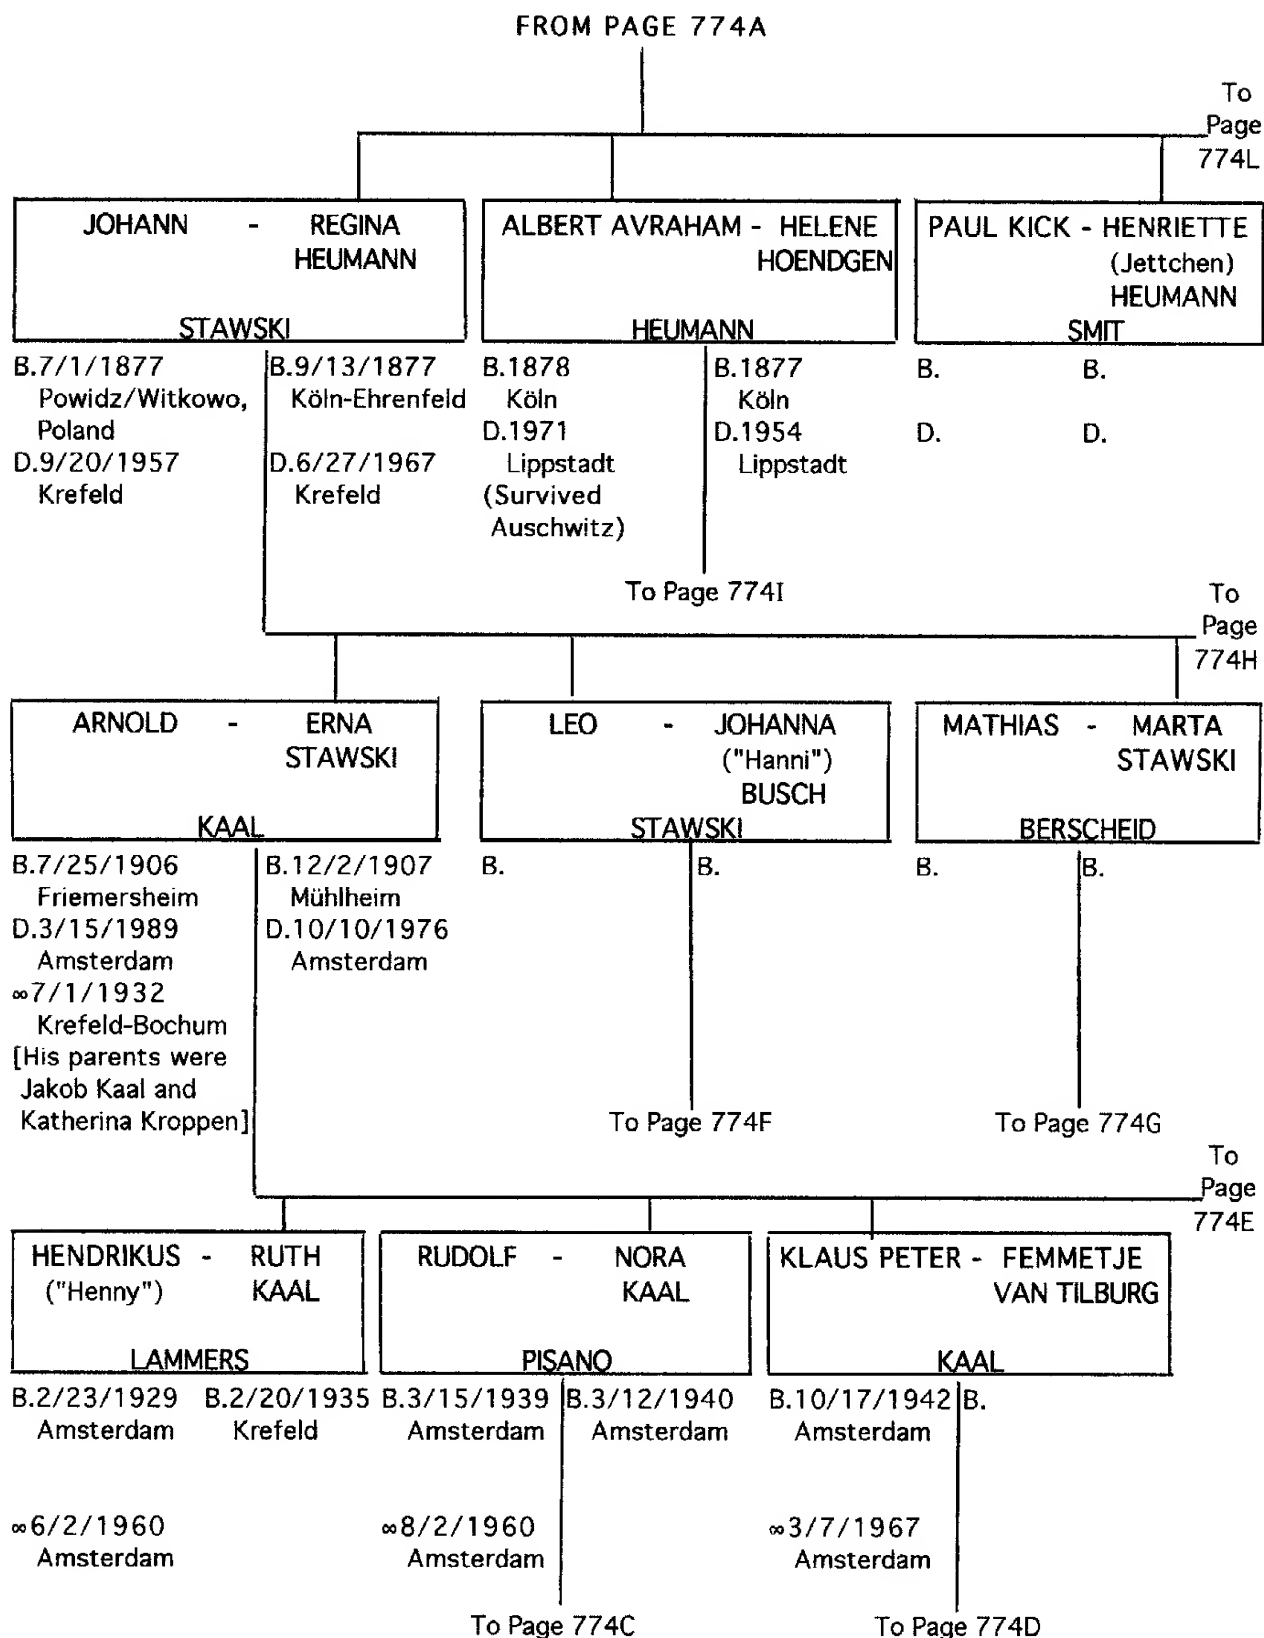 FROM PAGE 774A
To
Page
774L
JOHANN - REGINA
HEUMANN
STAWSKI
ALBERT AVRAHAM - HELENE
HOENDGEN
HEUMANN
PAUL KICK - HENRIETTE
(Jettchen)
HEUMANN
SMIT
B.7/1/1877
Powidz/Witkowo,
Poland
D.9/20/1957
Krefeld
B.9/13/1877
Köln-Ehrenfeld
D.6/27/1967
Krefeld
B.1878
Köln
D.1971
Lippstadt
(Survived
Auschwitz)
B.1877
Köln
D.1954
Lippstadt
B.
D.
B.
D.
To Page 774I
To
Page
774H
ARNOLD - ERNA
STAWSKI
KAAL
LEO - JOHANNA
("Hanni")
BUSCH
STAWSKI
MATHIAS - MARTA
STAWSKI
BERSCHEID
B.7/25/1906
Friemersheim
D.3/15/1989
Amsterdam
∞7/1/1932
Krefeld-Bochum
[His parents were
Jakob Kaal and
Katherina Kroppen]
B.12/2/1907
Mühlheim
D.10/10/1976
Amsterdam
B.
B.
B.
B.
To Page 774F
To Page 774G
To
Page
774E
HENDRIKUS - RUTH
("Henny") KAAL
LAMMERS
RUDOLF - NORA
KAAL
PISANO
KLAUS PETER - FEMMETJE
VAN TILBURG
KAAL
B.2/23/1929
Amsterdam
∞6/2/1960
Amsterdam
B.2/20/1935
Krefeld
B.3/15/1939
Amsterdam
∞8/2/1960
Amsterdam
B.3/12/1940
Amsterdam
B.10/17/1942
Amsterdam
∞3/7/1967
Amsterdam
B.
To Page 774C
To Page 774D